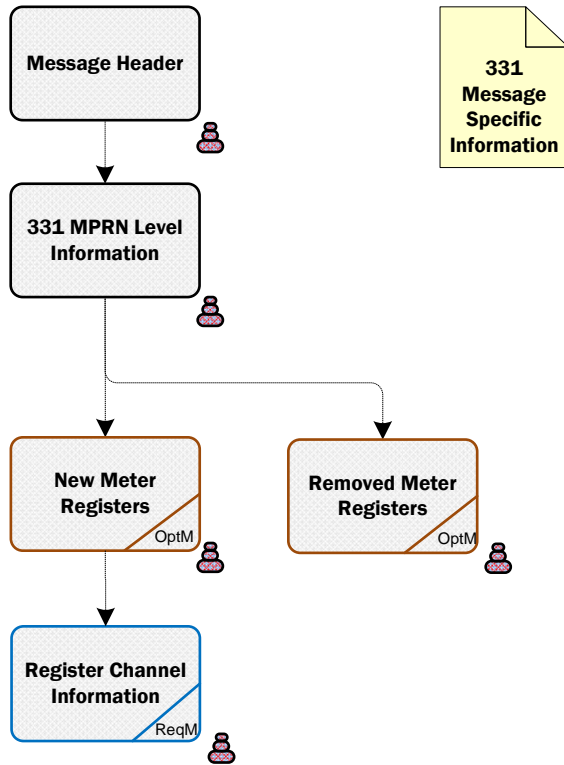 Message Header
331
Message
Specific
Information
331 MPRN Level
Information
New Meter
Registers
OptM
Removed Meter
Registers
OptM
Register Channel
Information
ReqM